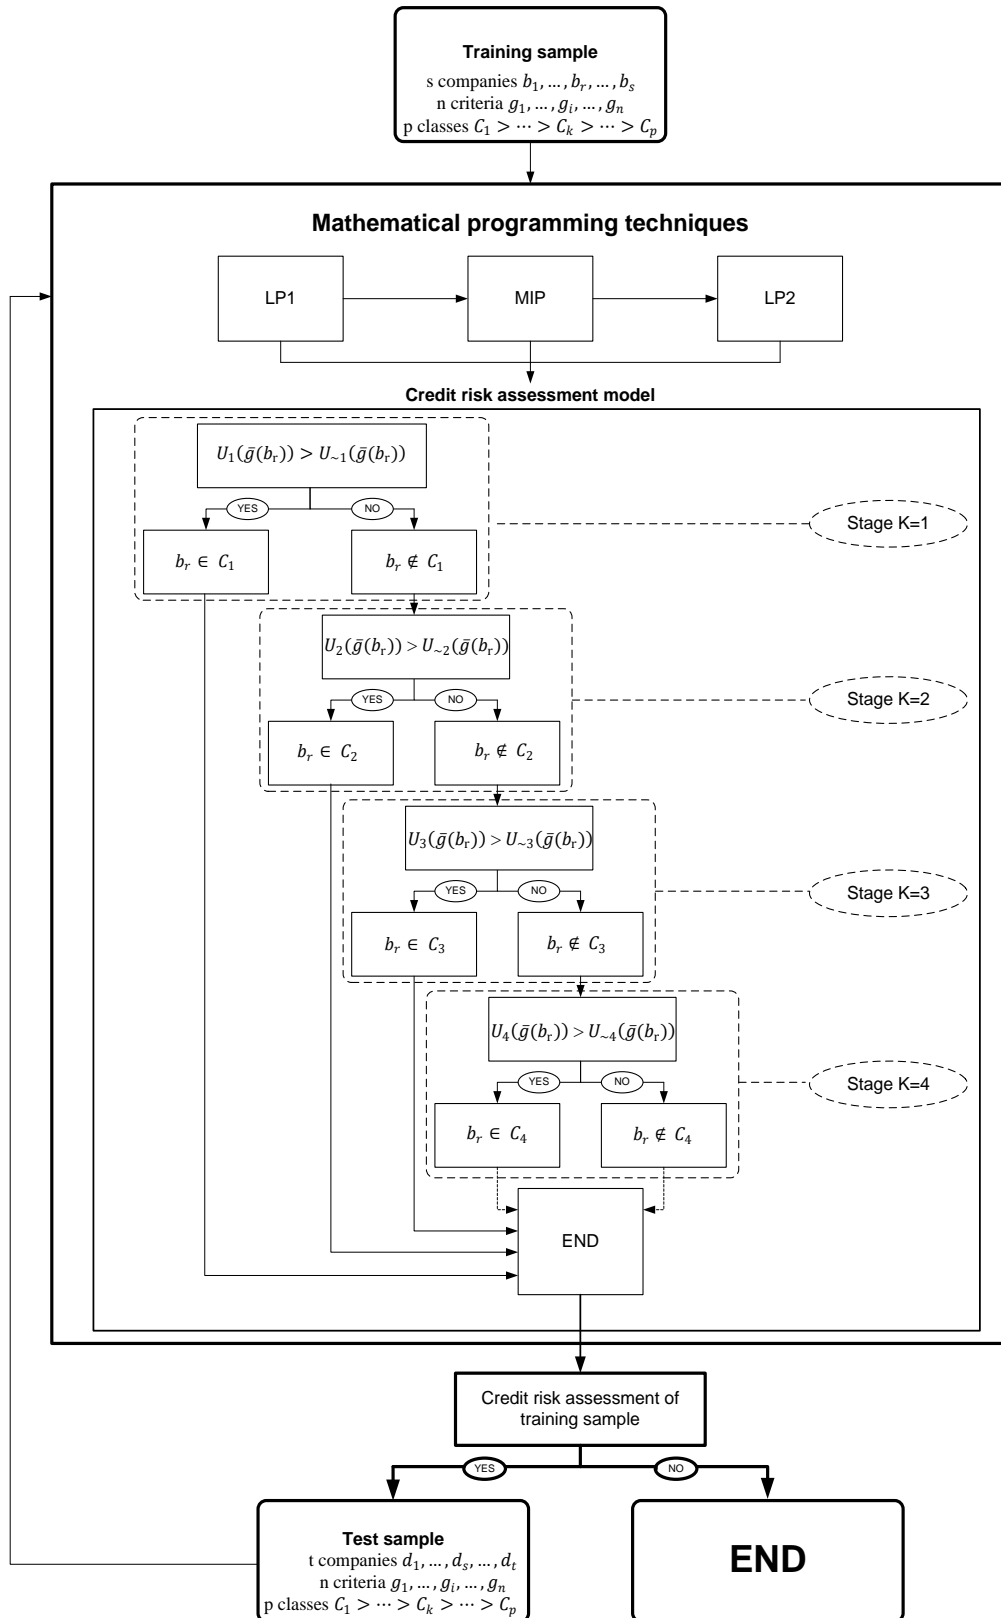 Training sample
s companies b₁, …, bᵣ, …, bₛ
n criteria g₁, …, gᵢ, …, gₙ
p classes C₁ > ⋯ > Cₖ > ⋯ > Cₚ
Mathematical programming techniques
LP1
MIP
LP2
Credit risk assessment model
U₁(ḡ(bᵣ)) > U~₁(ḡ(bᵣ))
YES
NO
Stage K=1
bᵣ ∈ C₁
bᵣ ∉ C₁
U₂(ḡ(bᵣ)) > U~₂(ḡ(bᵣ))
YES
NO
Stage K=2
bᵣ ∈ C₂
bᵣ ∉ C₂
U₃(ḡ(bᵣ)) > U~₃(ḡ(bᵣ))
YES
NO
Stage K=3
bᵣ ∈ C₃
bᵣ ∉ C₃
U₄(ḡ(bᵣ)) > U~₄(ḡ(bᵣ))
YES
NO
Stage K=4
bᵣ ∈ C₄
bᵣ ∉ C₄
END
Credit risk assessment of
training sample
YES
NO
Test sample
t companies d₁, …, dₛ, …, dₜ
n criteria g₁, …, gᵢ, …, gₙ
p classes C₁ > ⋯ > Cₖ > ⋯ > Cₚ
END